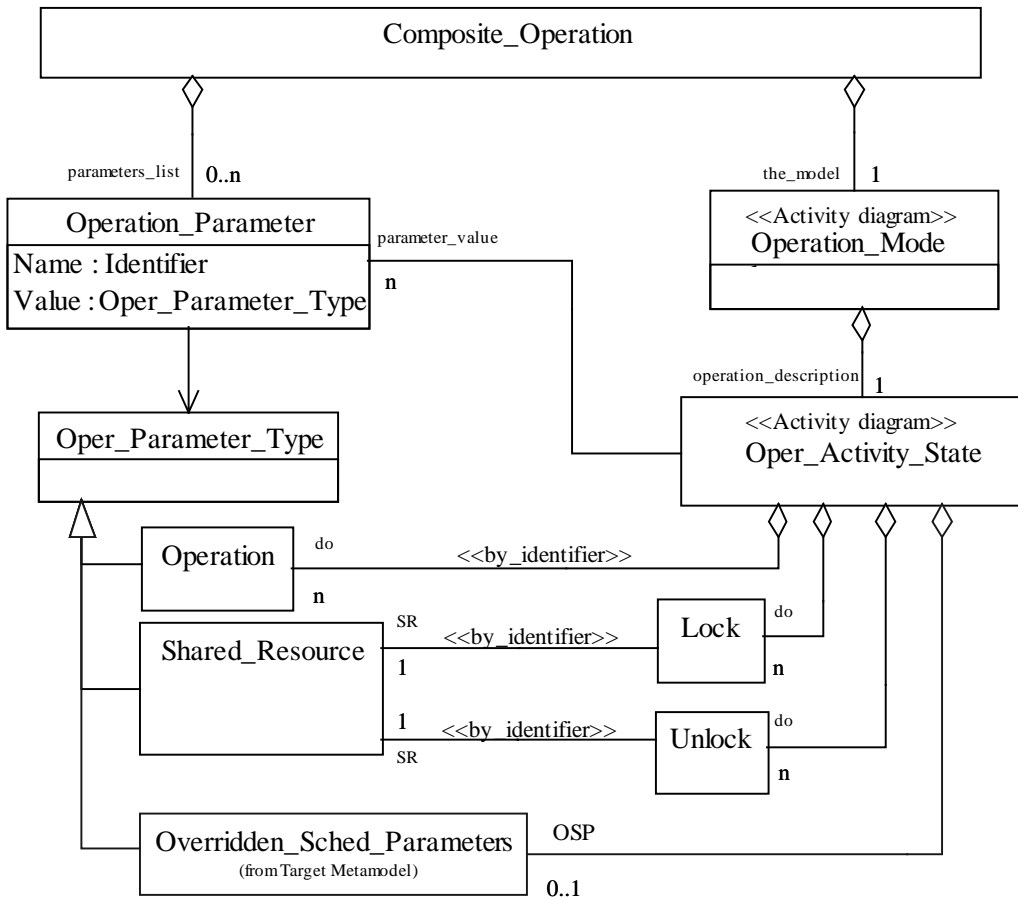 Composite_Operation
parameters_list
0..n
the_model
1
Operation_Parameter
Name : Identifier
Value : Oper_Parameter_Type
parameter_value
n
<<Activity diagram>>
Operation_Mode
operation_description
1
Oper_Parameter_Type
<<Activity diagram>>
Oper_Activity_State
Operation
do
n
<<by_identifier>>
Shared_Resource
SR
1
<<by_identifier>>
Lock
do
n
1
SR
<<by_identifier>>
Unlock
do
n
Overridden_Sched_Parameters
(from Target Metamodel)
OSP
0..1